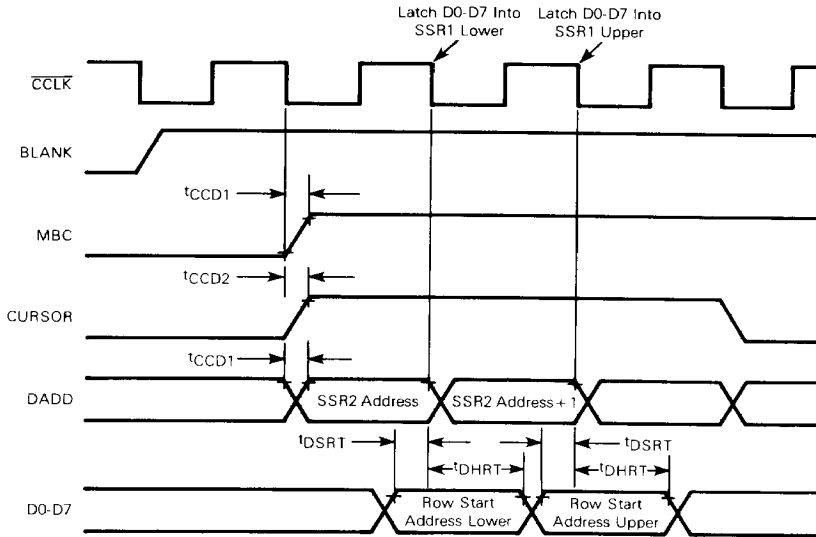 Latch D0-D7 Into
SSR1 Lower
Latch D0-D7 Into
SSR1 Upper
CCLK
BLANK
tCCD1
MBC
tCCD2
CURSOR
tCCD1
DADD
SSR2 Address
SSR2 Address + 1
tDSRT
tDSRT
tDHRT
tDHRT
D0-D7
Row Start
Address Lower
Row Start
Address Upper